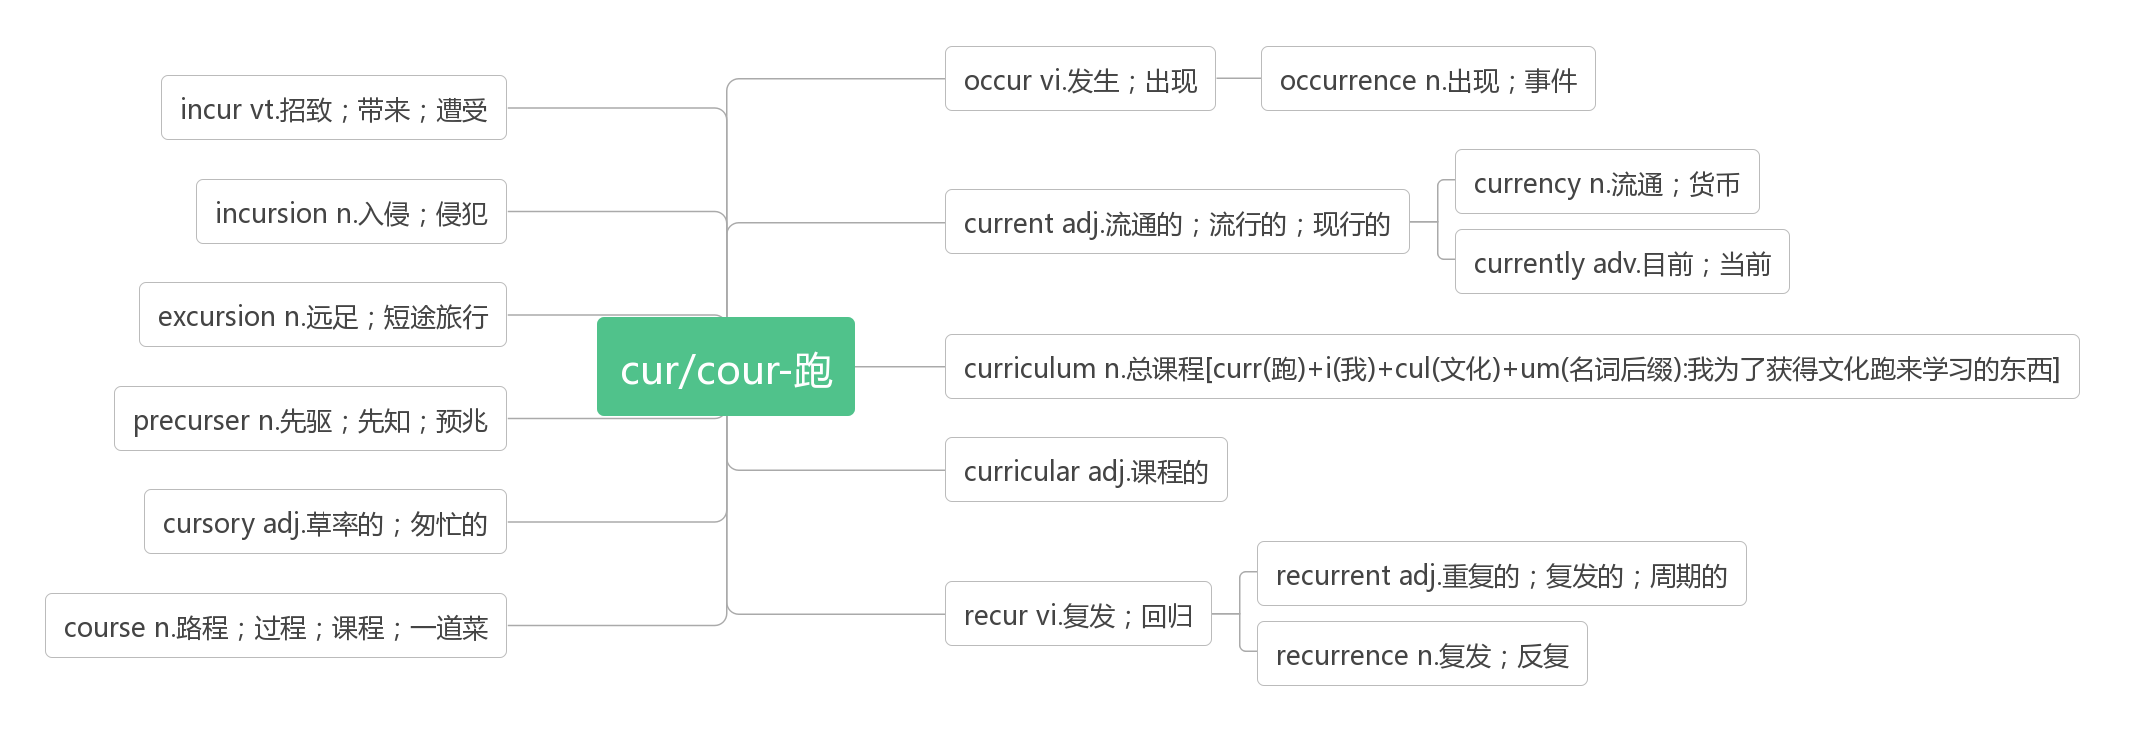 cur/cour-跑
occur vi.发生；出现
occurrence n.出现；事件
current adj.流通的；流行的；现行的
currency n.流通；货币
currently adv.目前；当前
curriculum n.总课程[curr(跑)+i(我)+cul(文化)+um(名词后缀):我为了获得文化跑来学习的东西]
curricular adj.课程的
recur vi.复发；回归
recurrent adj.重复的；复发的；周期的
recurrence n.复发；反复
incur vt.招致；带来；遭受
incursion n.入侵；侵犯
excursion n.远足；短途旅行
precurser n.先驱；先知；预兆
cursory adj.草率的；匆忙的
course n.路程；过程；课程；一道菜